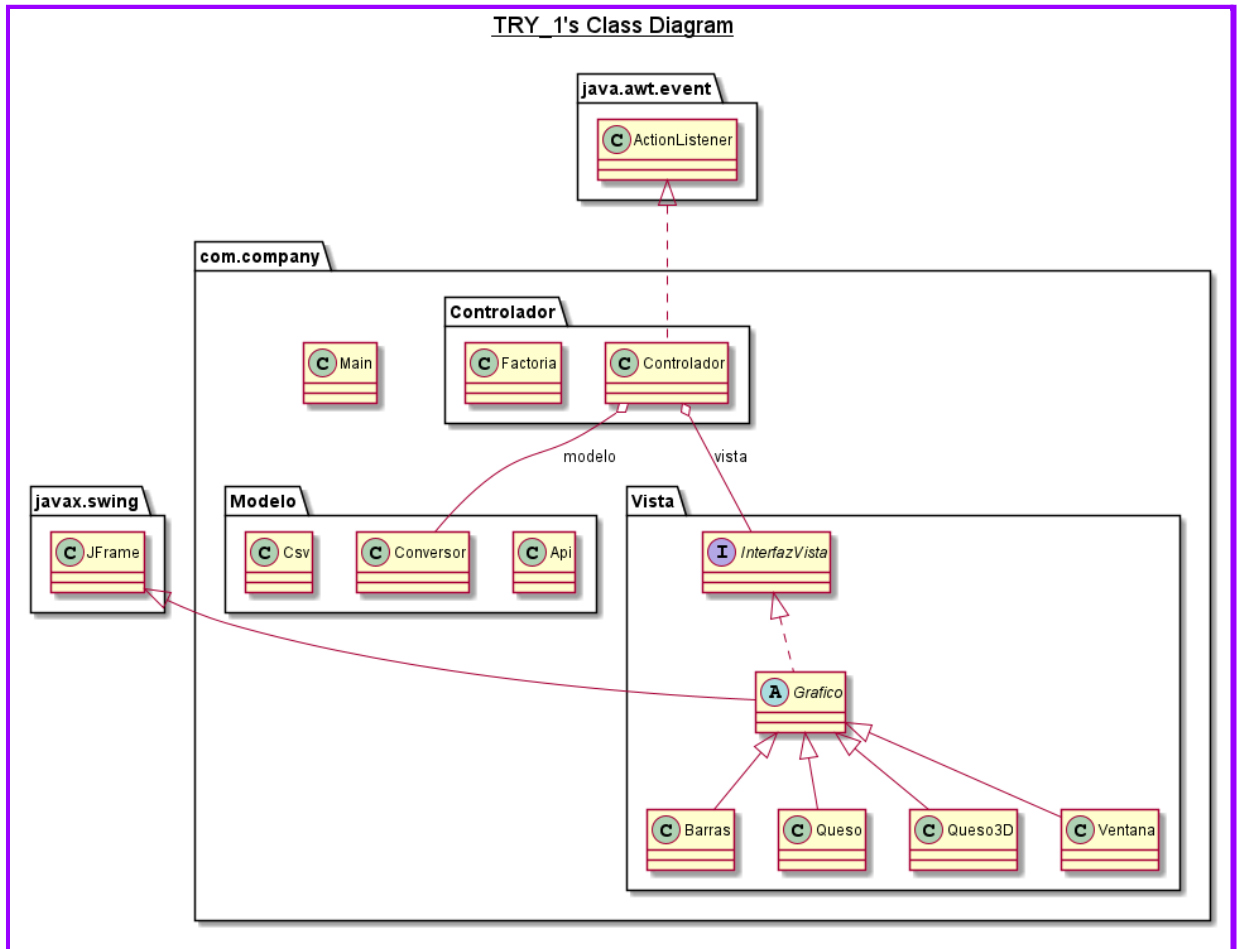 TRY_1's Class Diagram
java.awt.event
C ActionListener
com.company
Controlador
C Main
C Factoria
C Controlador
modelo
vista
javax.swing
Modelo
Vista
C JFrame
C Csv
C Conversor
C Api
I InterfazVista
A Grafico
C Barras
C Queso
C Queso3D
C Ventana